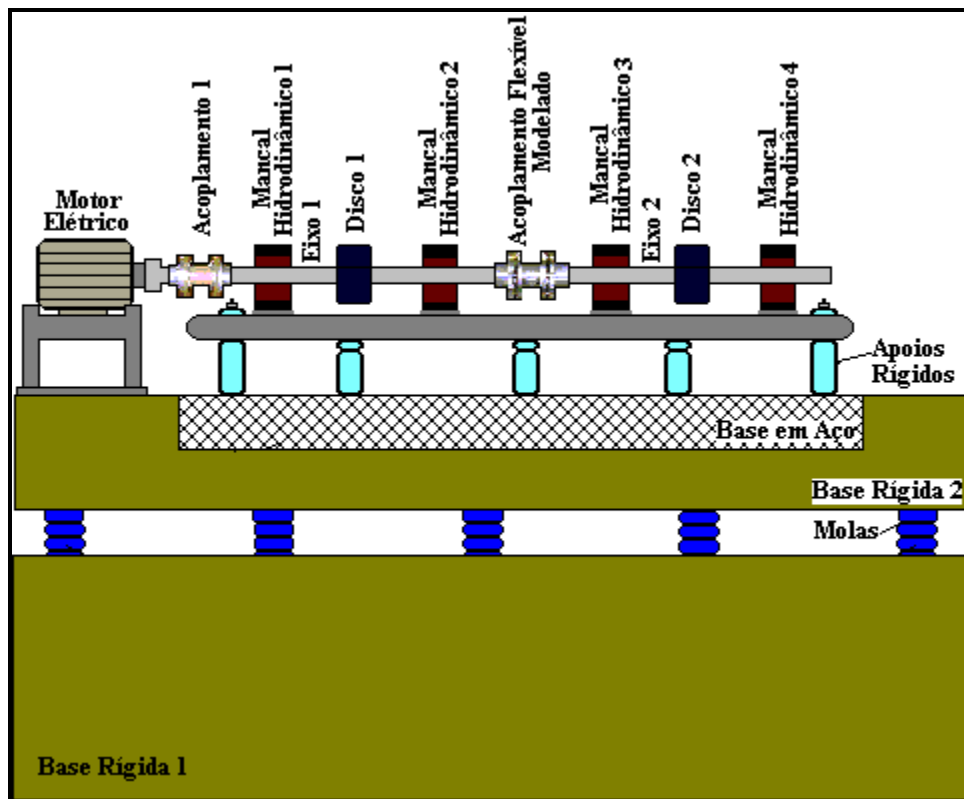 Motor
Elétrico
Acoplamento 1
Mancal
Hidrodinâmico 1
Eixo 1
Disco 1
Mancal
Hidrodinâmico 2
Acoplamento Flexível
Modelado
Mancal
Hidrodinâmico 3
Eixo 2
Disco 2
Mancal
Hidrodinâmico 4
Apoios
Rígidos
Base em Aço
Base Rígida 2
Molas
Base Rígida 1